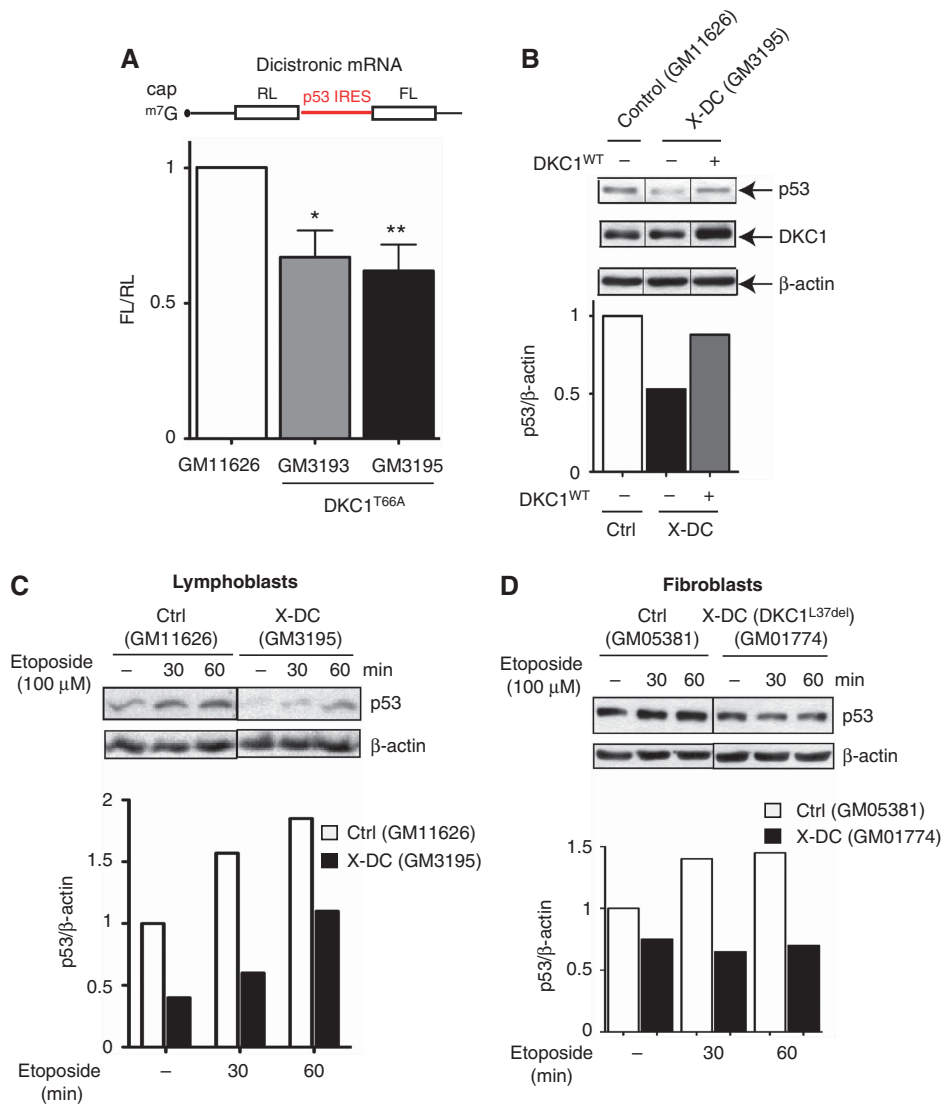 A
Dicistronic mRNA
cap
m7G
RL
p53 IRES
FL
FL/RL
1
0.5
0
*
**
GM11626
GM3193
GM3195
DKC1T66A
B
Control (GM11626)
X-DC (GM3195)
DKC1WT
– – +
p53
DKC1
β-actin
p53/β-actin
1
0.5
0
DKC1WT
– – +
Ctrl
X-DC
C
Lymphoblasts
Ctrl
(GM11626)
X-DC
(GM3195)
Etoposide
(100 μM)
– 30 60 – 30 60 min
p53
β-actin
p53/β-actin
2
1.5
1
0.5
0
Ctrl (GM11626)
X-DC (GM3195)
Etoposide
(min)
– 30 60
D
Fibroblasts
Ctrl
(GM05381)
X-DC (DKC1L37del)
(GM01774)
Etoposide
(100 μM)
– 30 60 – 30 60 min
p53
β-actin
p53/β-actin
1.5
1
0.5
0
Ctrl (GM05381)
X-DC (GM01774)
Etoposide
(min)
– 30 60